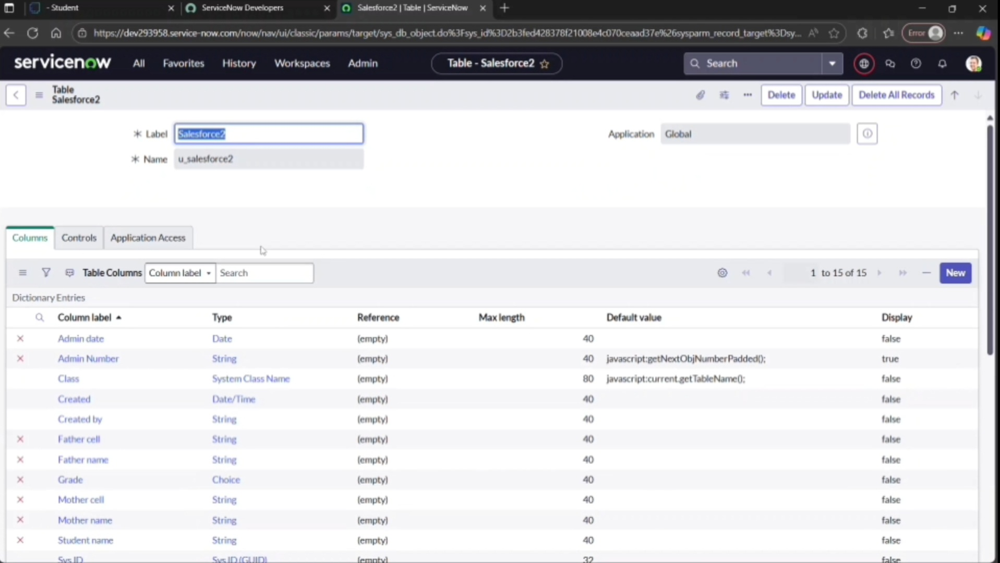 - Student
ServiceNow Developers
Salesforce2 | Table | ServiceNow
https://dev293958.service-now.com/now/nav/ui/classic/params/target/sys_db_object.do%3Fsys_id%3D2b3fed428378f21008e4c070ceaad37e%26sysparm_record_target%3Dsy...
Error
servicenow
All
Favorites
History
Workspaces
Admin
Table - Salesforce2
Search
Table
Salesforce2
Delete
Update
Delete All Records
* Label
Salesforce2
Application
Global
* Name
u_salesforce2
Columns
Controls
Application Access
Table Columns
Column label
Search
1 to 15 of 15
New
Dictionary Entries
Column label Type Reference Max length Default value Display
Admin date Date (empty) 40 false
Admin Number String (empty) 40 javascript:getNextObjNumberPadded(); true
Class System Class Name (empty) 80 javascript:current.getTableName(); false
Created Date/Time (empty) 40 false
Created by String (empty) 40 false
Father cell String (empty) 40 false
Father name String (empty) 40 false
Grade Choice (empty) 40 false
Mother cell String (empty) 40 false
Mother name String (empty) 40 false
Student name String (empty) 40 false
Sys ID Sys ID (GUID) (empty) 32 false